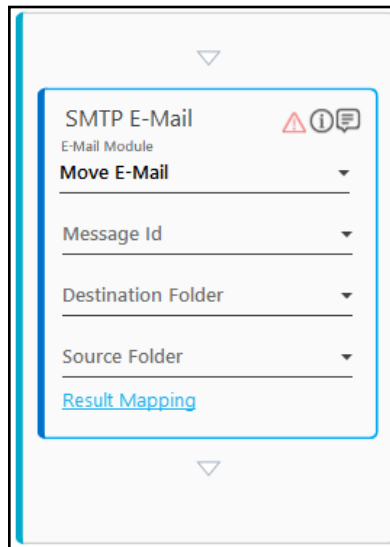 SMTP E-Mail
E-Mail Module
Move E-Mail
Message Id
Destination Folder
Source Folder
Result Mapping